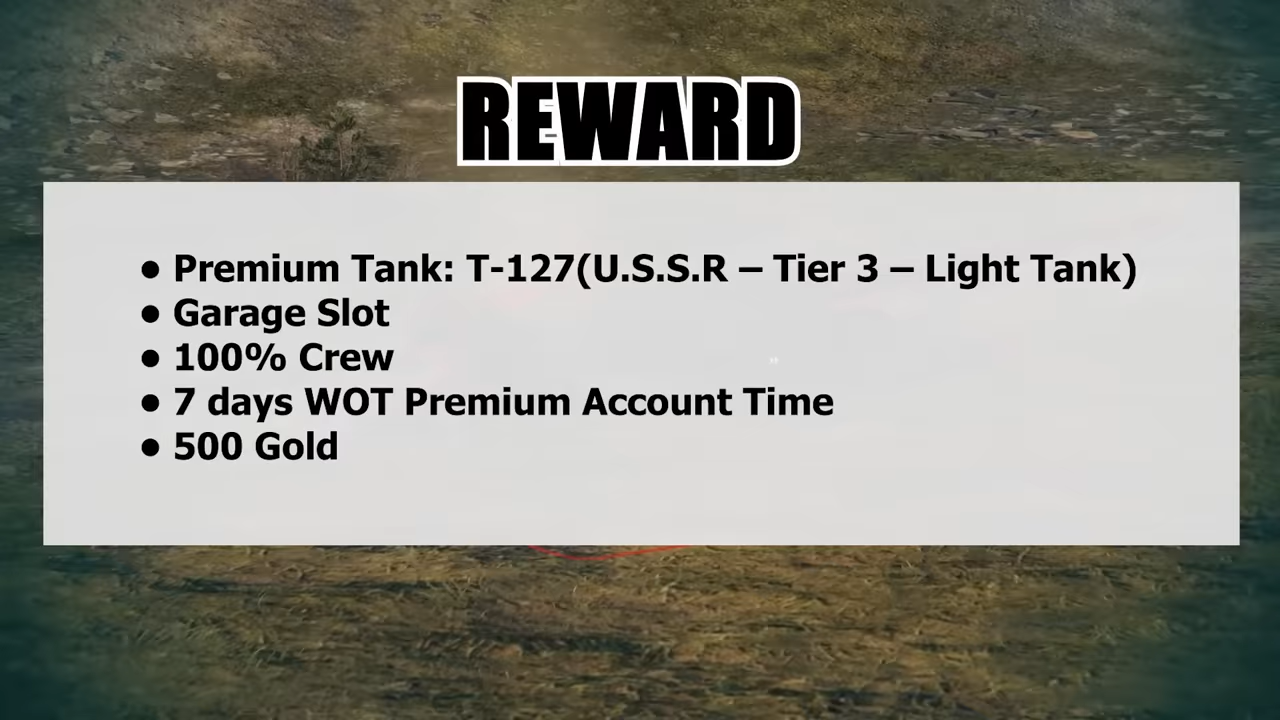 REWARD
• Premium Tank: T-127(U.S.S.R – Tier 3 – Light Tank)
• Garage Slot
• 100% Crew
• 7 days WOT Premium Account Time
• 500 Gold